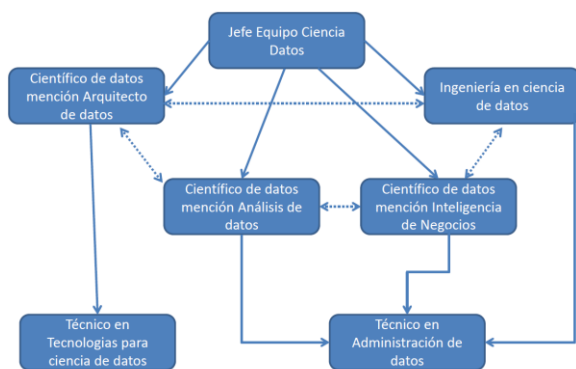 Jefe Equipo Ciencia
Datos
Científico de datos
mención Arquitecto
de datos
Ingeniería en ciencia
de datos
Científico de datos
mención Análisis de
datos
Científico de datos
mención Inteligencia
de Negocios
Técnico en
Tecnologias para
ciencia de datos
Técnico en
Administración de
datos